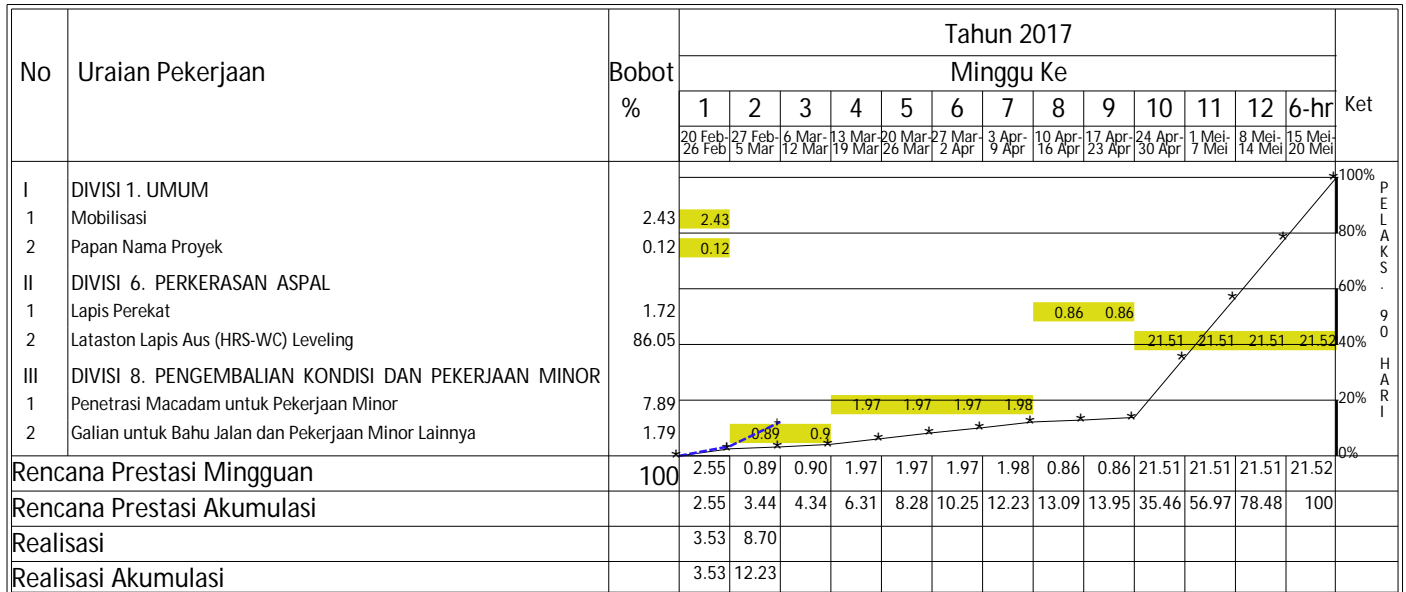 No Uraian Pekerjaan Bobot % Tahun 2017 Ket
Minggu Ke
1 2 3 4 5 6 7 8 9 10 11 12 6-hr
20 Feb- 27 Feb- 6 Mar- 13 Mar- 20 Mar- 27 Mar- 3 Apr- 10 Apr- 17 Apr- 24 Apr- 1 Mei- 8 Mei- 15 Mei-
26 Feb 5 Mar 12 Mar 19 Mar 26 Mar 2 Apr 9 Apr 16 Apr 23 Apr 30 Apr 7 Mei 14 Mei 20 Mei
I DIVISI 1. UMUM 100%
1 Mobilisasi 2.43 2.43
80%
2 Papan Nama Proyek 0.12 0.12
II DIVISI 6. PERKERASAN ASPAL 60%
1 Lapis Perekat 1.72 0.86 0.86
2 Lataston Lapis Aus (HRS-WC) Leveling 86.05 21.51 21.51 21.51 21.52 40%
III DIVISI 8. PENGEMBALIAN KONDISI DAN PEKERJAAN MINOR
1 Penetrasi Macadam untuk Pekerjaan Minor 7.89 1.97 1.97 1.97 1.98 20%
2 Galian untuk Bahu Jalan dan Pekerjaan Minor Lainnya 1.79 0.89 0.9
0%
PELAKS. 90 HARI
Rencana Prestasi Mingguan 100 2.55 0.89 0.90 1.97 1.97 1.97 1.98 0.86 0.86 21.51 21.51 21.51 21.52
Rencana Prestasi Akumulasi 2.55 3.44 4.34 6.31 8.28 10.25 12.23 13.09 13.95 35.46 56.97 78.48 100
Realisasi 3.53 8.70
Realisasi Akumulasi 3.53 12.23